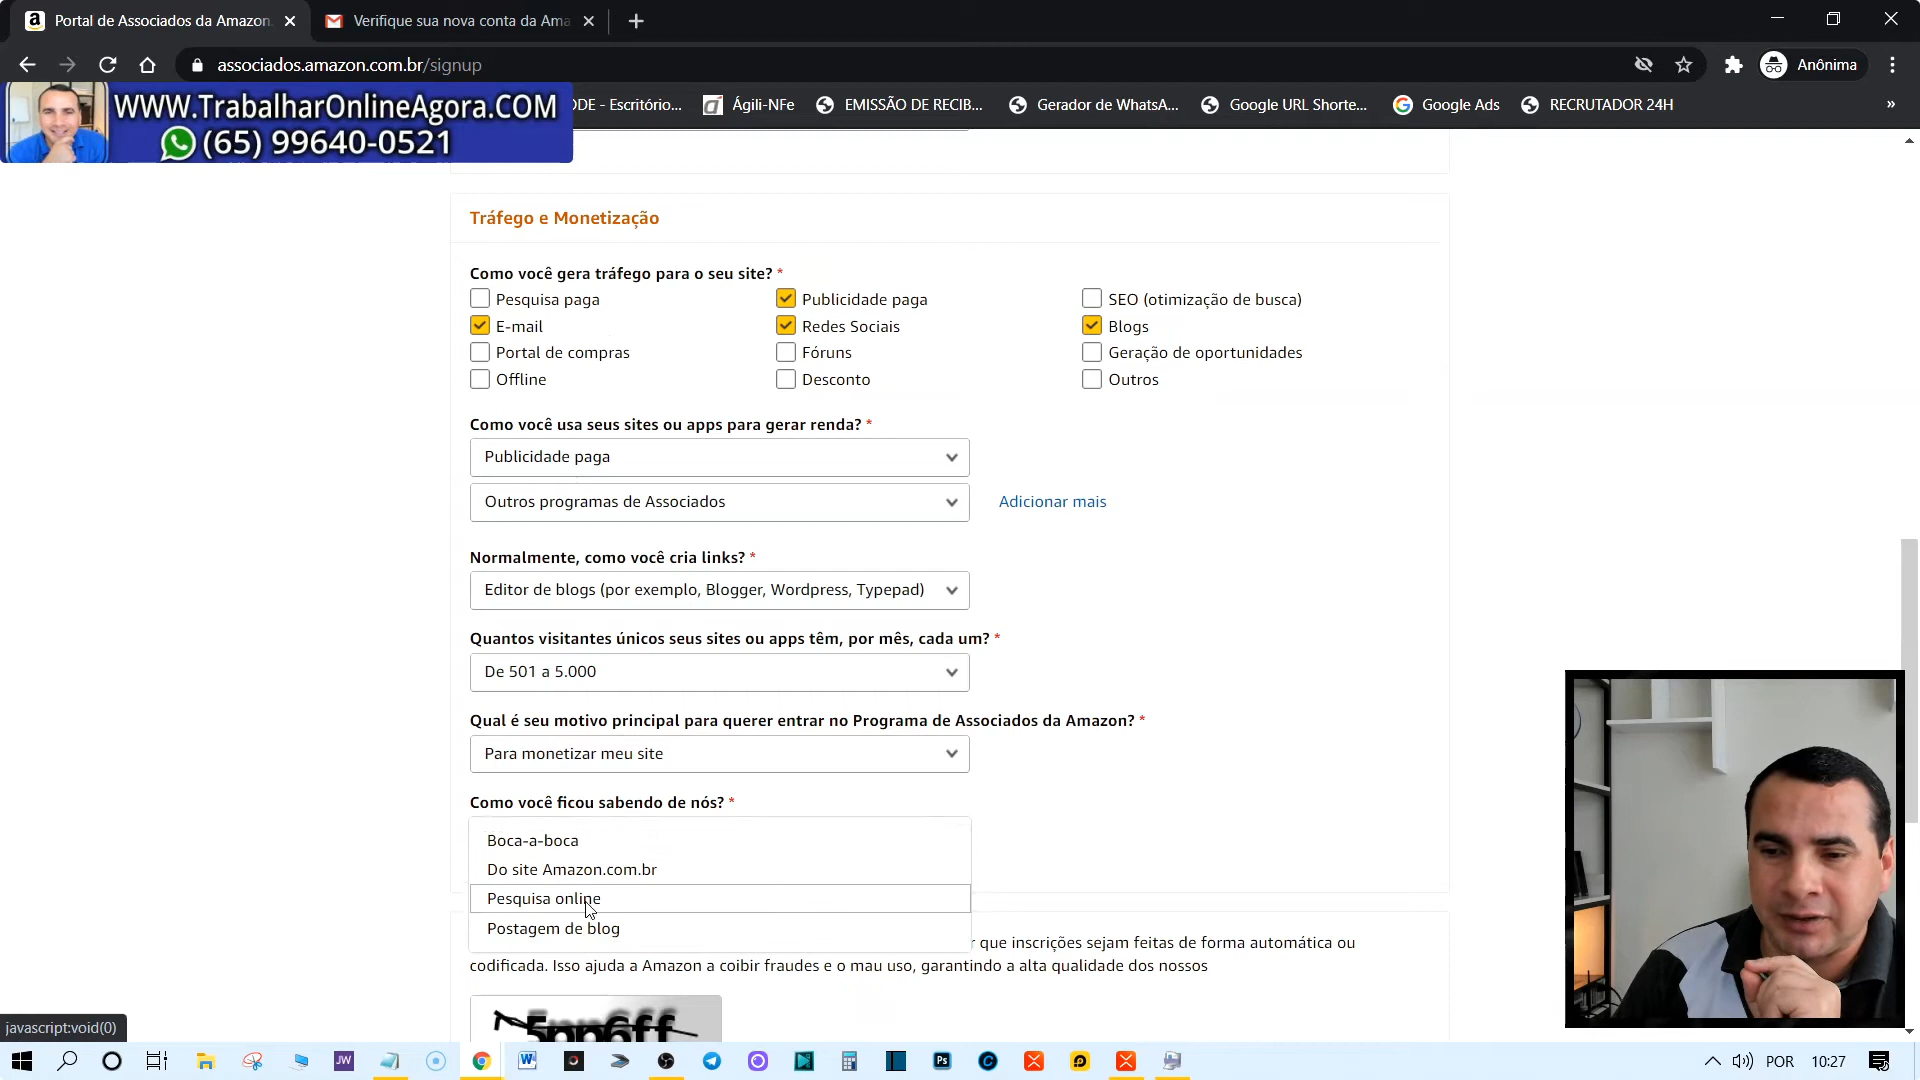 Portal de Associados da Amazon
Verifique sua nova conta da Ama
associados.amazon.com.br/signup
Anônima
WWW.TrabalharOnlineAgora.COM
(65) 99640-0521
ODE - Escritório...
Ágili-NFe
EMISSÃO DE RECIB...
Gerador de WhatsA...
Google URL Shorte...
Google Ads
RECRUTADOR 24H
»
Tráfego e Monetização
Como você gera tráfego para o seu site? *
Pesquisa paga
Publicidade paga
SEO (otimização de busca)
E-mail
Redes Sociais
Blogs
Portal de compras
Fóruns
Geração de oportunidades
Offline
Desconto
Outros
Como você usa seus sites ou apps para gerar renda? *
Publicidade paga
Outros programas de Associados
Adicionar mais
Normalmente, como você cria links? *
Editor de blogs (por exemplo, Blogger, Wordpress, Typepad)
Quantos visitantes únicos seus sites ou apps têm, por mês, cada um? *
De 501 a 5.000
Qual é seu motivo principal para querer entrar no Programa de Associados da Amazon? *
Para monetizar meu site
Como você ficou sabendo de nós? *
Boca-a-boca
Do site Amazon.com.br
Pesquisa online
Postagem de blog
r que inscrições sejam feitas de forma automática ou
codificada. Isso ajuda a Amazon a coibir fraudes e o mau uso, garantindo a alta qualidade dos nossos
javascript:void(0)
JW
Ps
POR
10:27